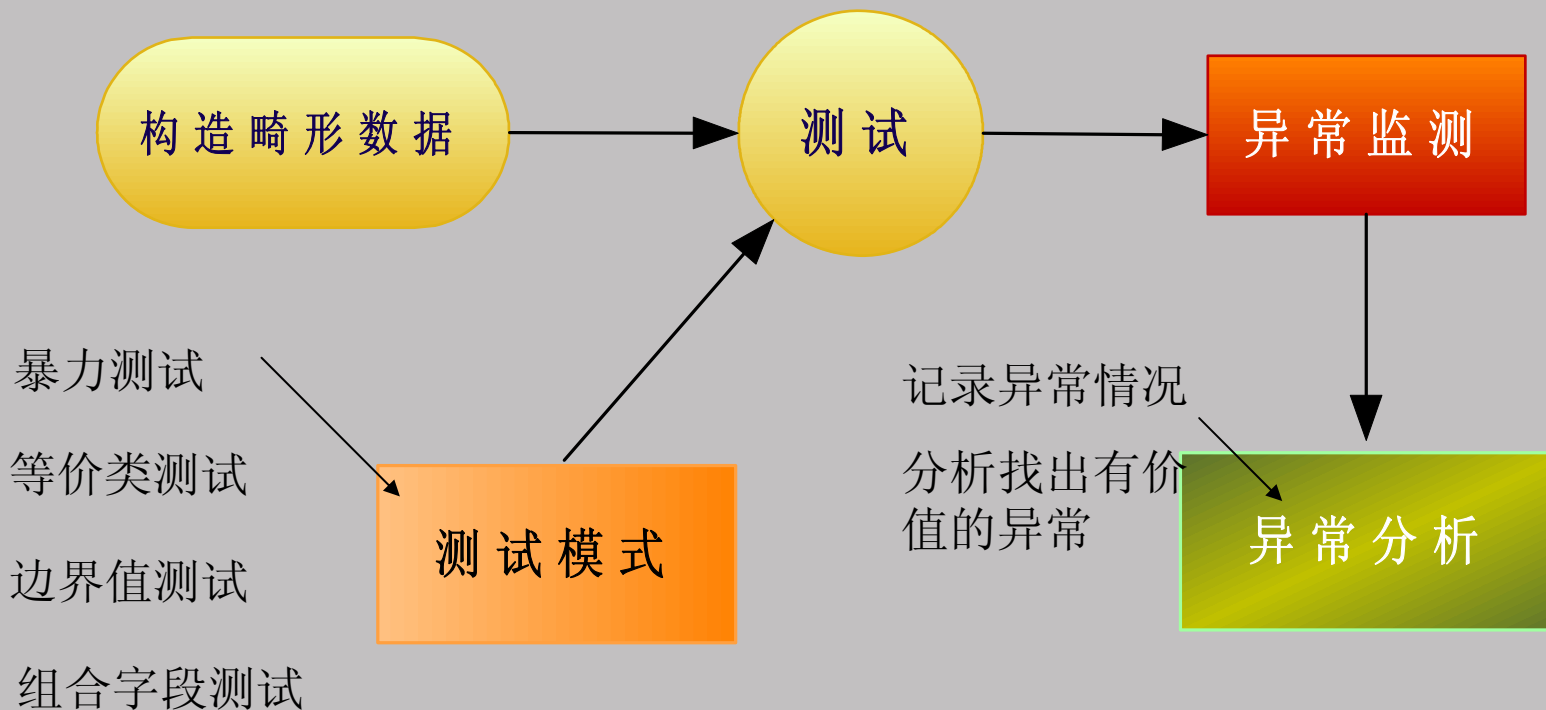 构造畸形数据
测试
异常监测
暴力测试
等价类测试
边界值测试
组合字段测试
测试模式
记录异常情况
分析找出有价
值的异常
异常分析